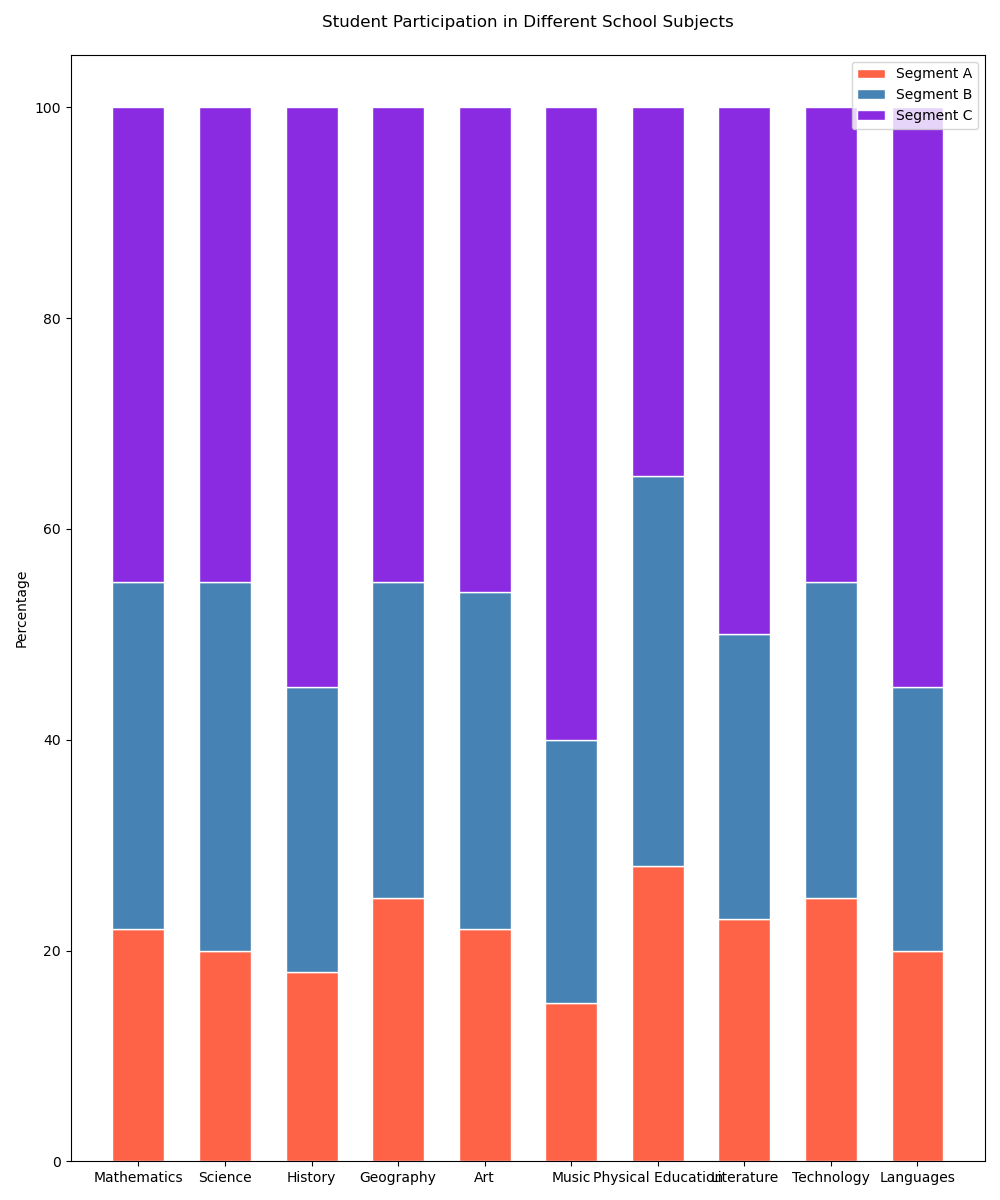 Student Participation in Different School Subjects
Segment A
Segment B
Segment C
100
80
60
40
20
0
Percentage
Mathematics Science History Geography Art Music Physical Education Literature Technology Languages